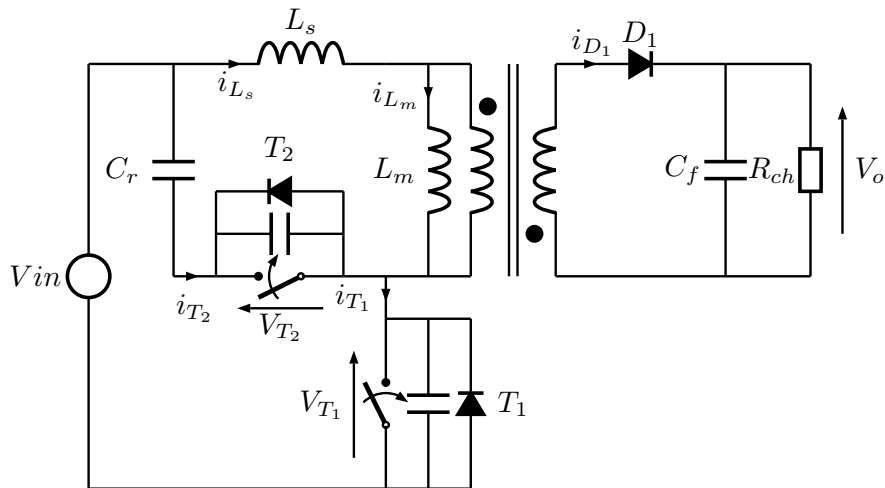 L_s
i_{D_1}
D_1
i_{L_s}
i_{L_m}
T_2
C_r
L_m
C_f
R_{ch}
V_o
Vin
i_{T_2}
V_{T_2}
i_{T_1}
V_{T_1}
T_1